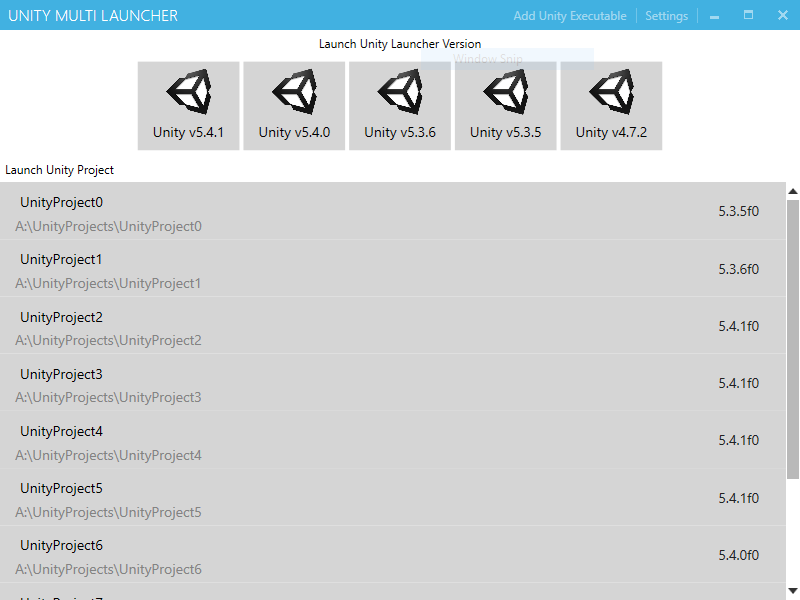 UNITY MULTI LAUNCHER Add Unity Executable Settings
Launch Unity Launcher Version
Window Snip
Unity v5.4.1 Unity v5.4.0 Unity v5.3.6 Unity v5.3.5 Unity v4.7.2
Launch Unity Project
UnityProject0
A:\UnityProjects\UnityProject0
5.3.5f0
UnityProject1
A:\UnityProjects\UnityProject1
5.3.6f0
UnityProject2
A:\UnityProjects\UnityProject2
5.4.1f0
UnityProject3
A:\UnityProjects\UnityProject3
5.4.1f0
UnityProject4
A:\UnityProjects\UnityProject4
5.4.1f0
UnityProject5
A:\UnityProjects\UnityProject5
5.4.1f0
UnityProject6
A:\UnityProjects\UnityProject6
5.4.0f0